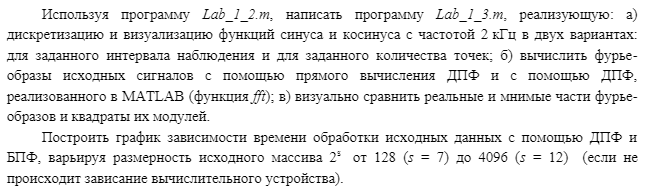 Используя программу Lab_1_2.m, написать программу Lab_1_3.m, реализующую: а)
дискретизацию и визуализацию функций синуса и косинуса с частотой 2 кГц в двух вариантах:
для заданного интервала наблюдения и для заданного количества точек; б) вычислить фурье-
образы исходных сигналов с помощью прямого вычисления ДПФ и с помощью ДПФ,
реализованного в MATLAB (функция fft); в) визуально сравнить реальные и мнимые части фурье-
образов и квадраты их модулей.
Построить график зависимости времени обработки исходных данных с помощью ДПФ и
БПФ, варьируя размерность исходного массива 2ˢ от 128 (s = 7) до 4096 (s = 12) (если не
происходит зависание вычислительного устройства).